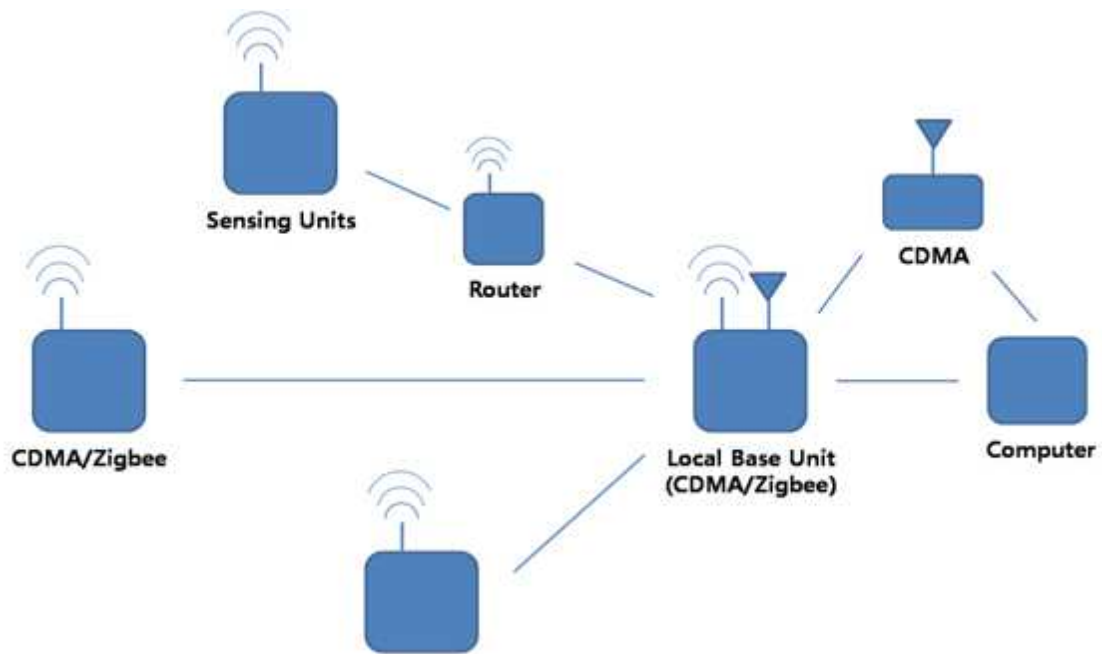 Sensing Units
CDMA
Router
CDMA/Zigbee
Local Base Unit
(CDMA/Zigbee)
Computer